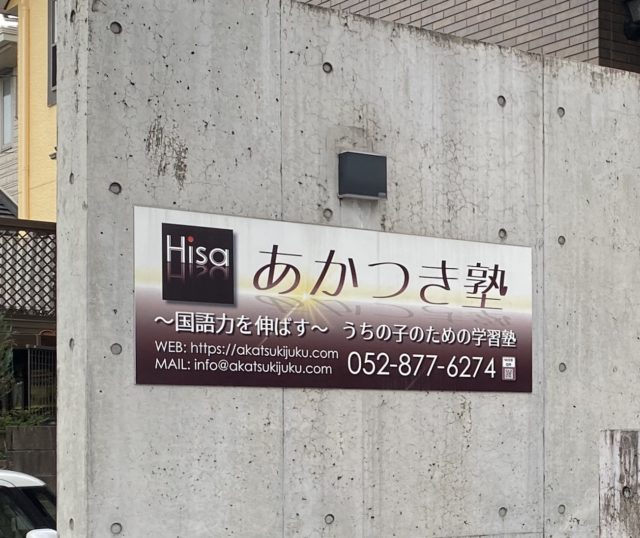 Hisa
あかつき塾
〜国語力を伸ばす〜 うちの子のための学習塾
WEB: https://akatsukijuku.com
MAIL: info@akatsukijuku.com
052-877-6274